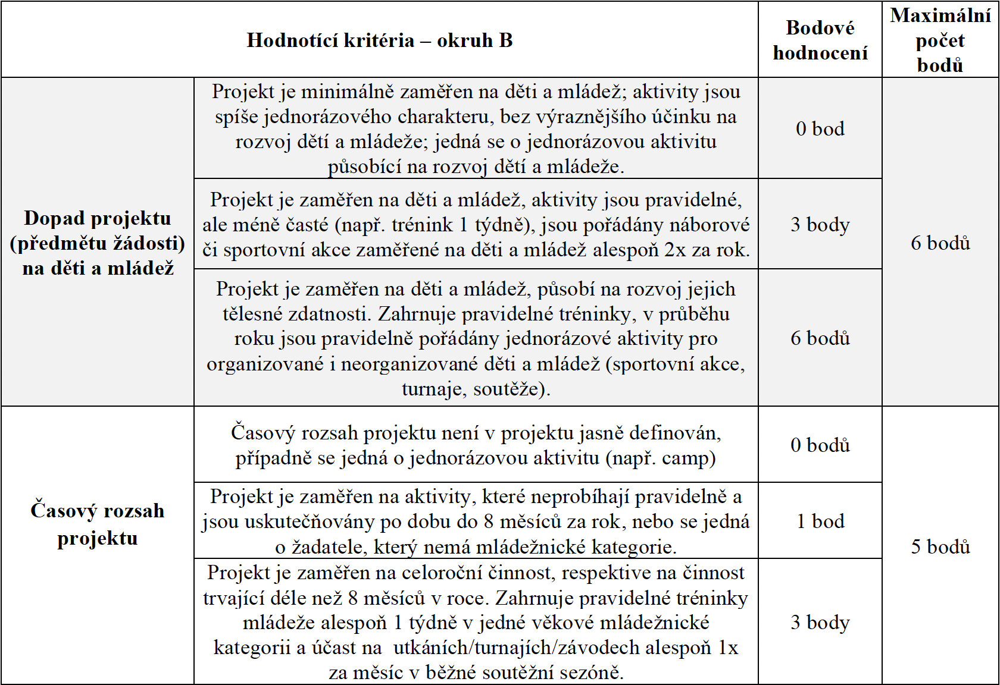 Hodnotící kritéria – okruh B
Bodové
hodnocení
Maximální
počet
bodů
Dopad projektu
(předmětu žádosti)
na děti a mládež
Projekt je minimálně zaměřen na děti a mládež; aktivity jsou
spíše jednorázového charakteru, bez výraznějšího účinku na
rozvoj dětí a mládeže; jedná se o jednorázovou aktivitu
působící na rozvoj dětí a mládeže.
0 bod
Projekt je zaměřen na děti a mládež, aktivity jsou pravidelné,
ale méně časté (např. trénink 1 týdně), jsou pořádány náborové
či sportovní akce zaměřené na děti a mládež alespoň 2x za rok.
3 body
Projekt je zaměřen na děti a mládež, působí na rozvoj jejich
tělesné zdatnosti. Zahrnuje pravidelné tréninky, v průběhu
roku jsou pravidelně pořádány jednorázové aktivity pro
organizované i neorganizované děti a mládež (sportovní akce,
turnaje, soutěže).
6 bodů
6 bodů
Časový rozsah
projektu
Časový rozsah projektu není v projektu jasně definován,
případně se jedná o jednorázovou aktivitu (např. camp)
0 bodů
Projekt je zaměřen na aktivity, které neprobíhají pravidelně a
jsou uskutečňovány po dobu do 8 měsíců za rok, nebo se jedná
o žadatele, který nemá mládežnické kategorie.
1 bod
Projekt je zaměřen na celoroční činnost, respektive na činnost
trvající déle než 8 měsíců v roce. Zahrnuje pravidelné tréninky
mládeže alespoň 1 týdně v jedné věkové mládežnické
kategorii a účast na  utkáních/turnajích/závodech alespoň 1x
za měsíc v běžné soutěžní sezóně.
3 body
5 bodů